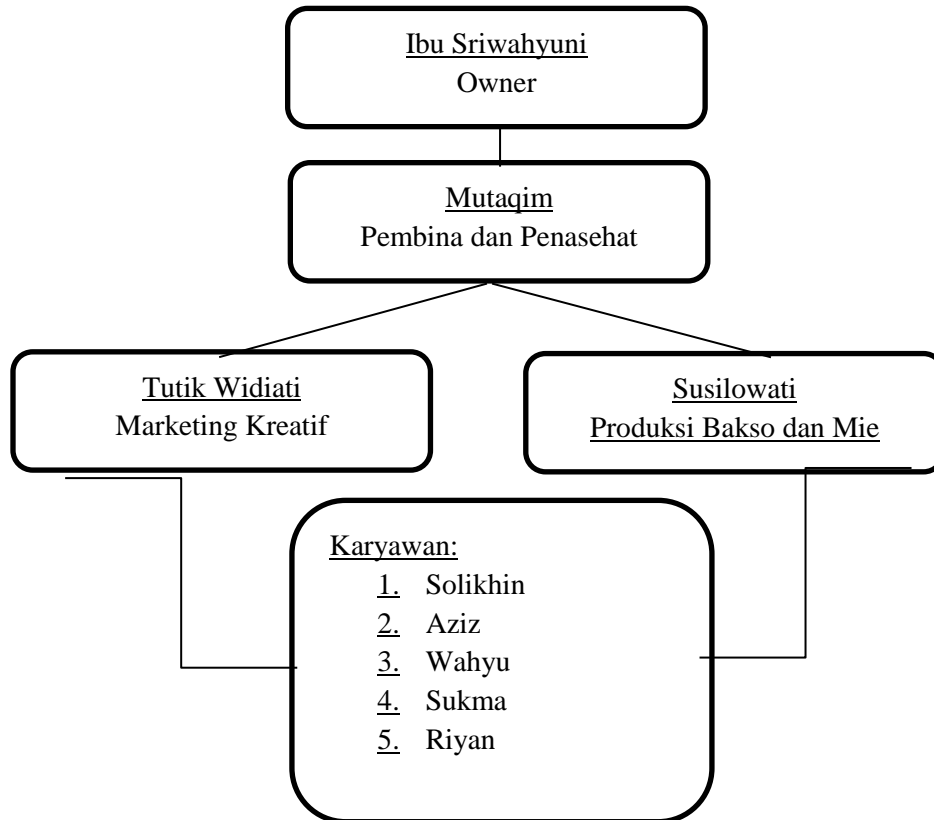 Ibu Sriwahyuni
Owner
Mutaqim
Pembina dan Penasehat
Tutik Widiati
Marketing Kreatif
Susilowati
Produksi Bakso dan Mie
Karyawan:
1. Solikhin
2. Aziz
3. Wahyu
4. Sukma
5. Riyan